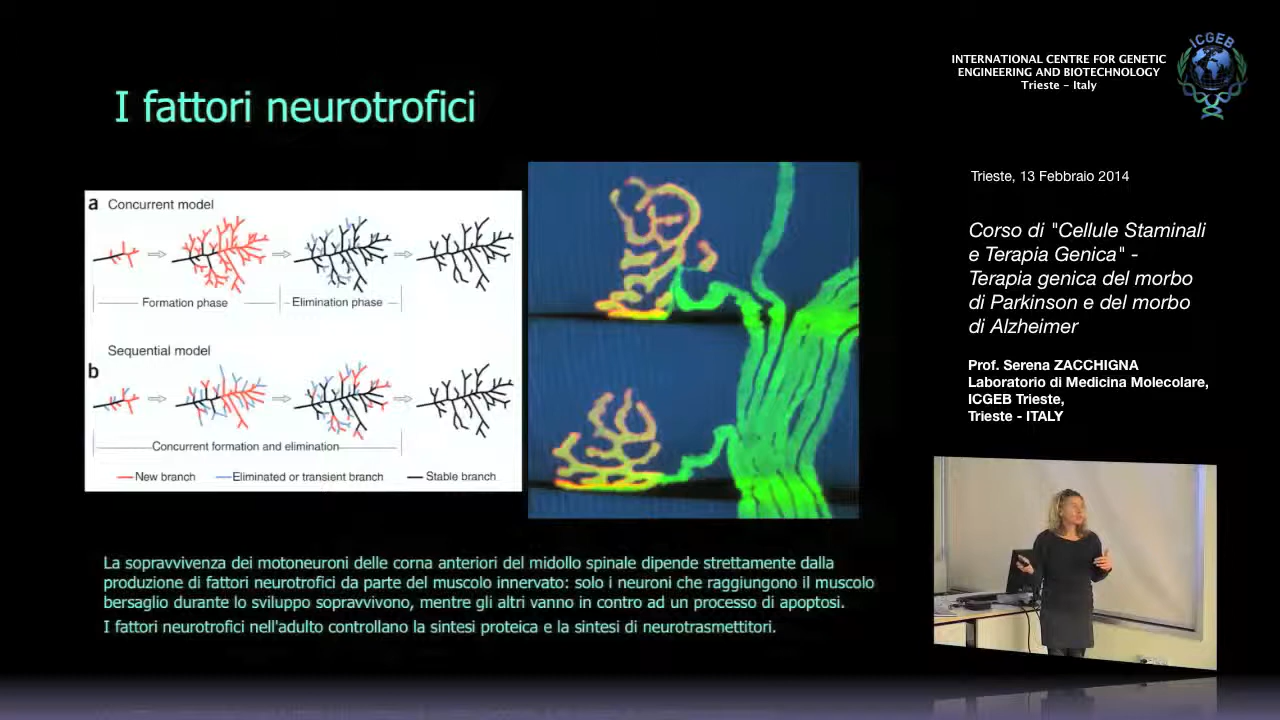 I fattori neurotrofici
a Concurrent model
Formation phase
Elimination phase
Sequential model
b
Concurrent formation and elimination
New branch
Eliminated or transient branch
Stable branch
La sopravvivenza dei motoneuroni delle corna anteriori del midollo spinale dipende strettamente dalla
produzione di fattori neurotrofici da parte del muscolo innervato: solo i neuroni che raggiungono il muscolo
bersaglio durante lo sviluppo sopravvivono, mentre gli altri vanno in contro ad un processo di apoptosi.
I fattori neurotrofici nell'adulto controllano la sintesi proteica e la sintesi di neurotrasmettitori.
INTERNATIONAL CENTRE FOR GENETIC
ENGINEERING AND BIOTECHNOLOGY
Trieste - Italy
ICGEB
Trieste, 13 Febbraio 2014
Corso di "Cellule Staminali
e Terapia Genica" -
Terapia genica del morbo
di Parkinson e del morbo
di Alzheimer
Prof. Serena ZACCHIGNA
Laboratorio di Medicina Molecolare,
ICGEB Trieste,
Trieste - ITALY